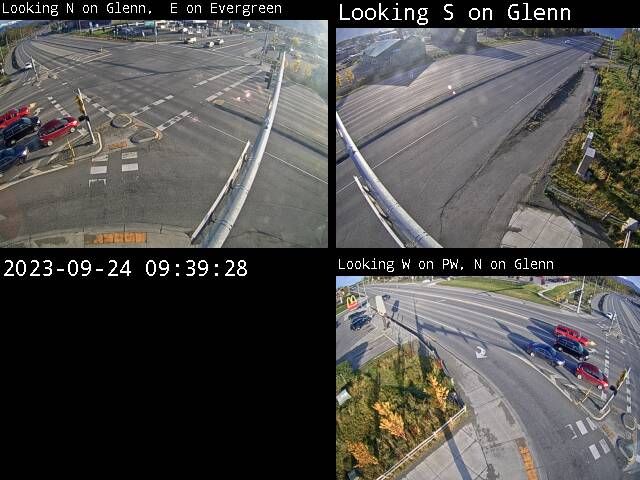 Looking N on Glenn,  E on Evergreen
Looking S on Glenn
2023-09-24 09:39:28
Looking W on PW, N on Glenn